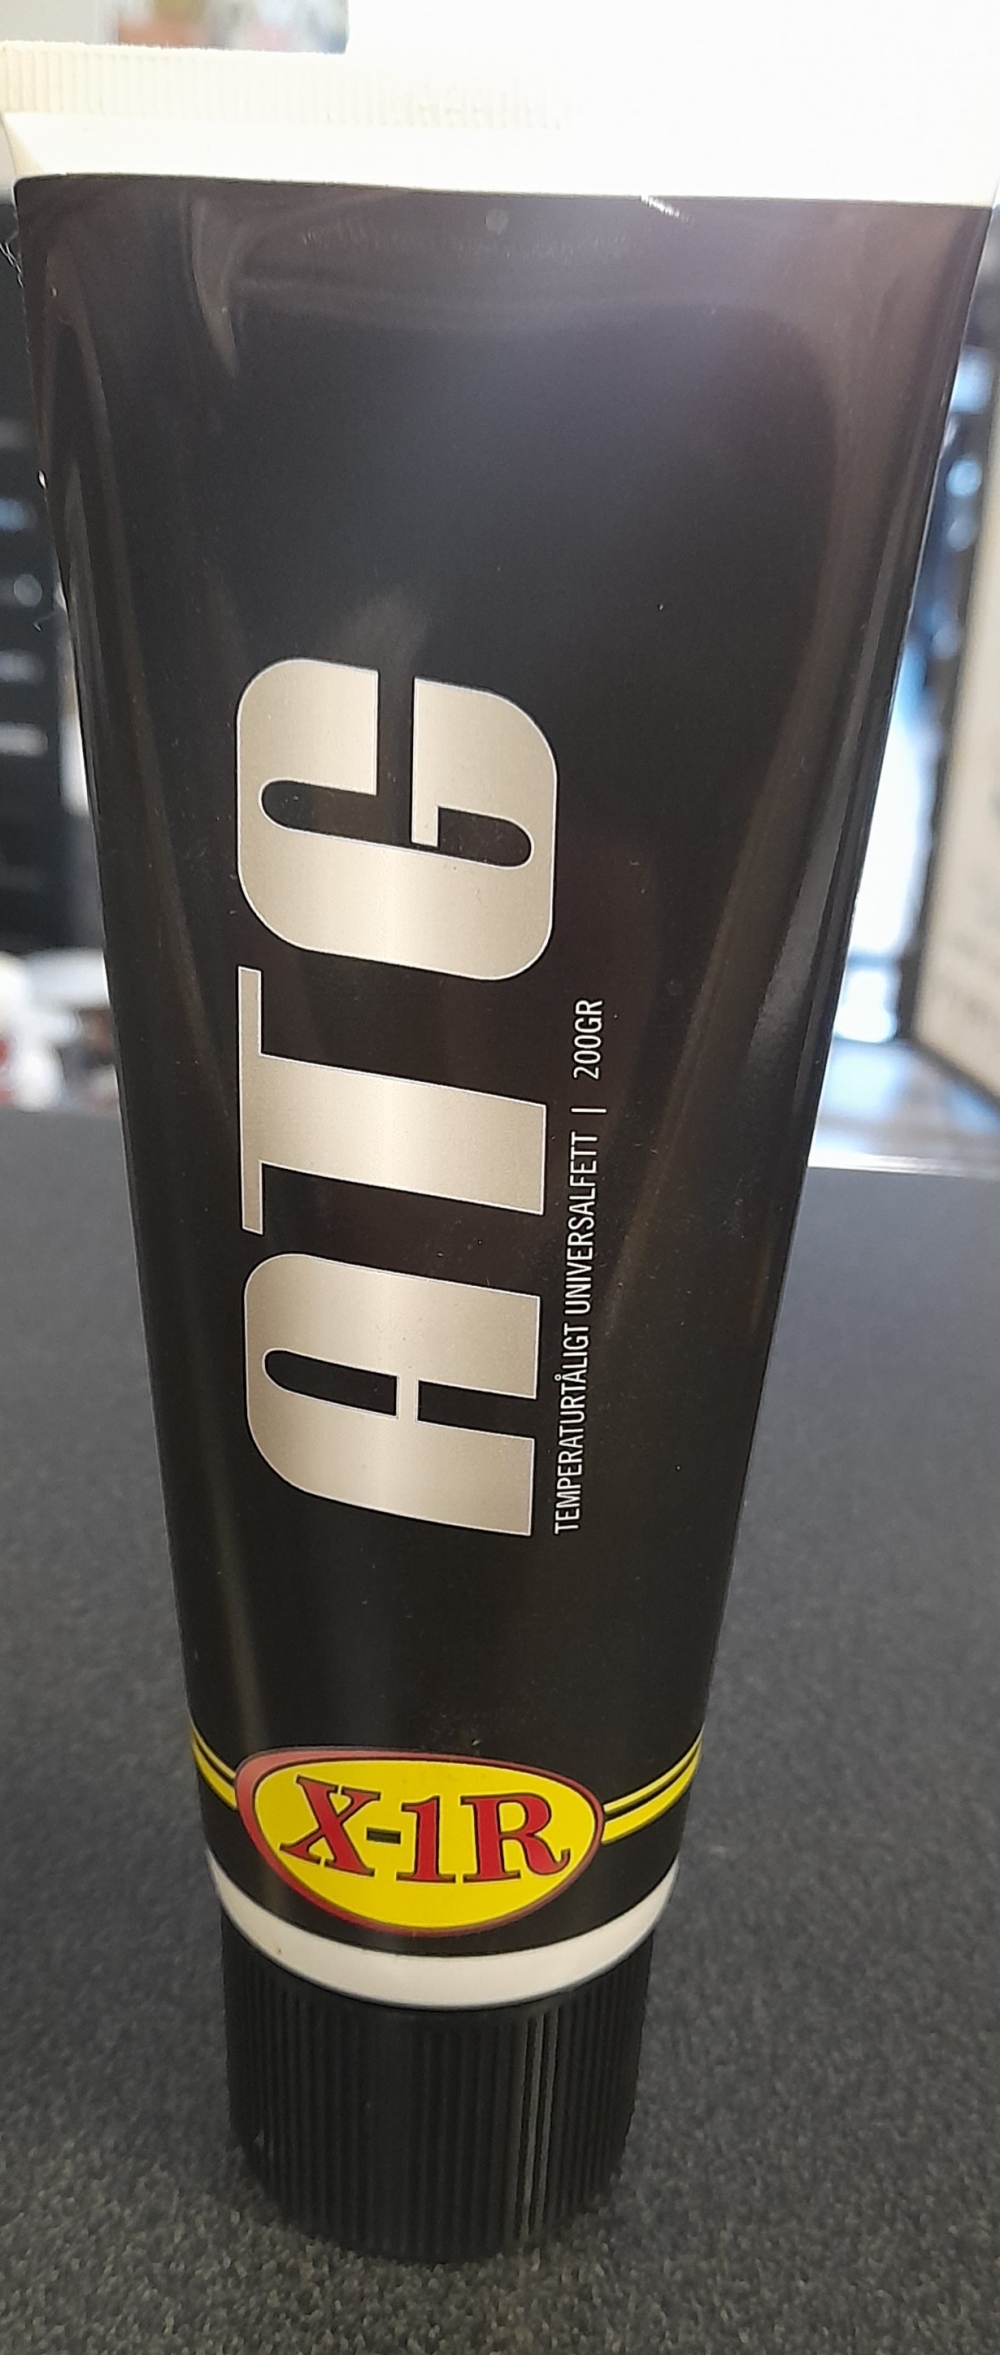 ATG
TEMPERATURTÅLIGT UNIVERSALFETT | 200GR
X-1R